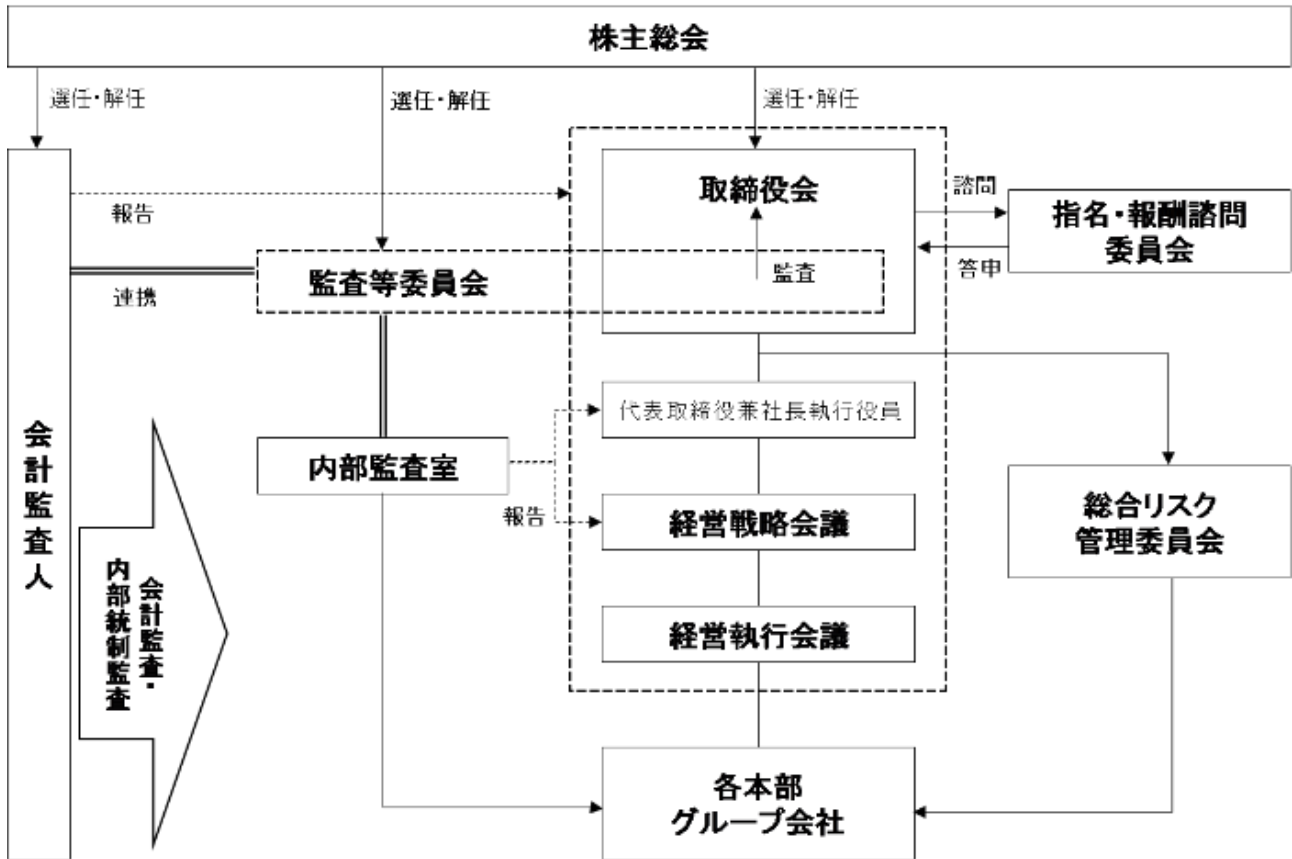 株主総会
選任・解任
選任・解任
選任・解任
取締役会
諮問
指名・報酬諮問
委員会
報告
答申
監査等委員会
監査
連携
代表取締役兼社長執行役員
会計監査人
内部監査室
報告
経営戦略会議
総合リスク
管理委員会
会計監査・
内部統制監査
経営執行会議
各本部
グループ会社